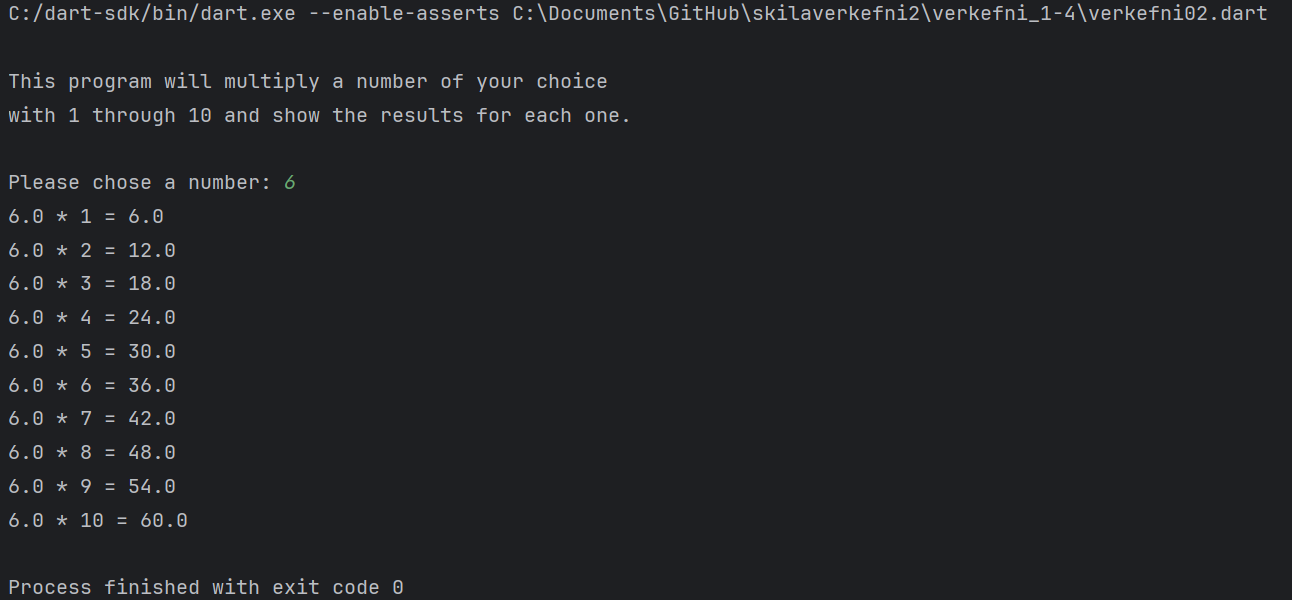 C:/dart-sdk/bin/dart.exe --enable-asserts C:\Documents\GitHub\skilaverkefni2\verkefni_1-4\verkefni02.dart
This program will multiply a number of your choice
with 1 through 10 and show the results for each one.
Please chose a number: 6
6.0 * 1 = 6.0
6.0 * 2 = 12.0
6.0 * 3 = 18.0
6.0 * 4 = 24.0
6.0 * 5 = 30.0
6.0 * 6 = 36.0
6.0 * 7 = 42.0
6.0 * 8 = 48.0
6.0 * 9 = 54.0
6.0 * 10 = 60.0
Process finished with exit code 0